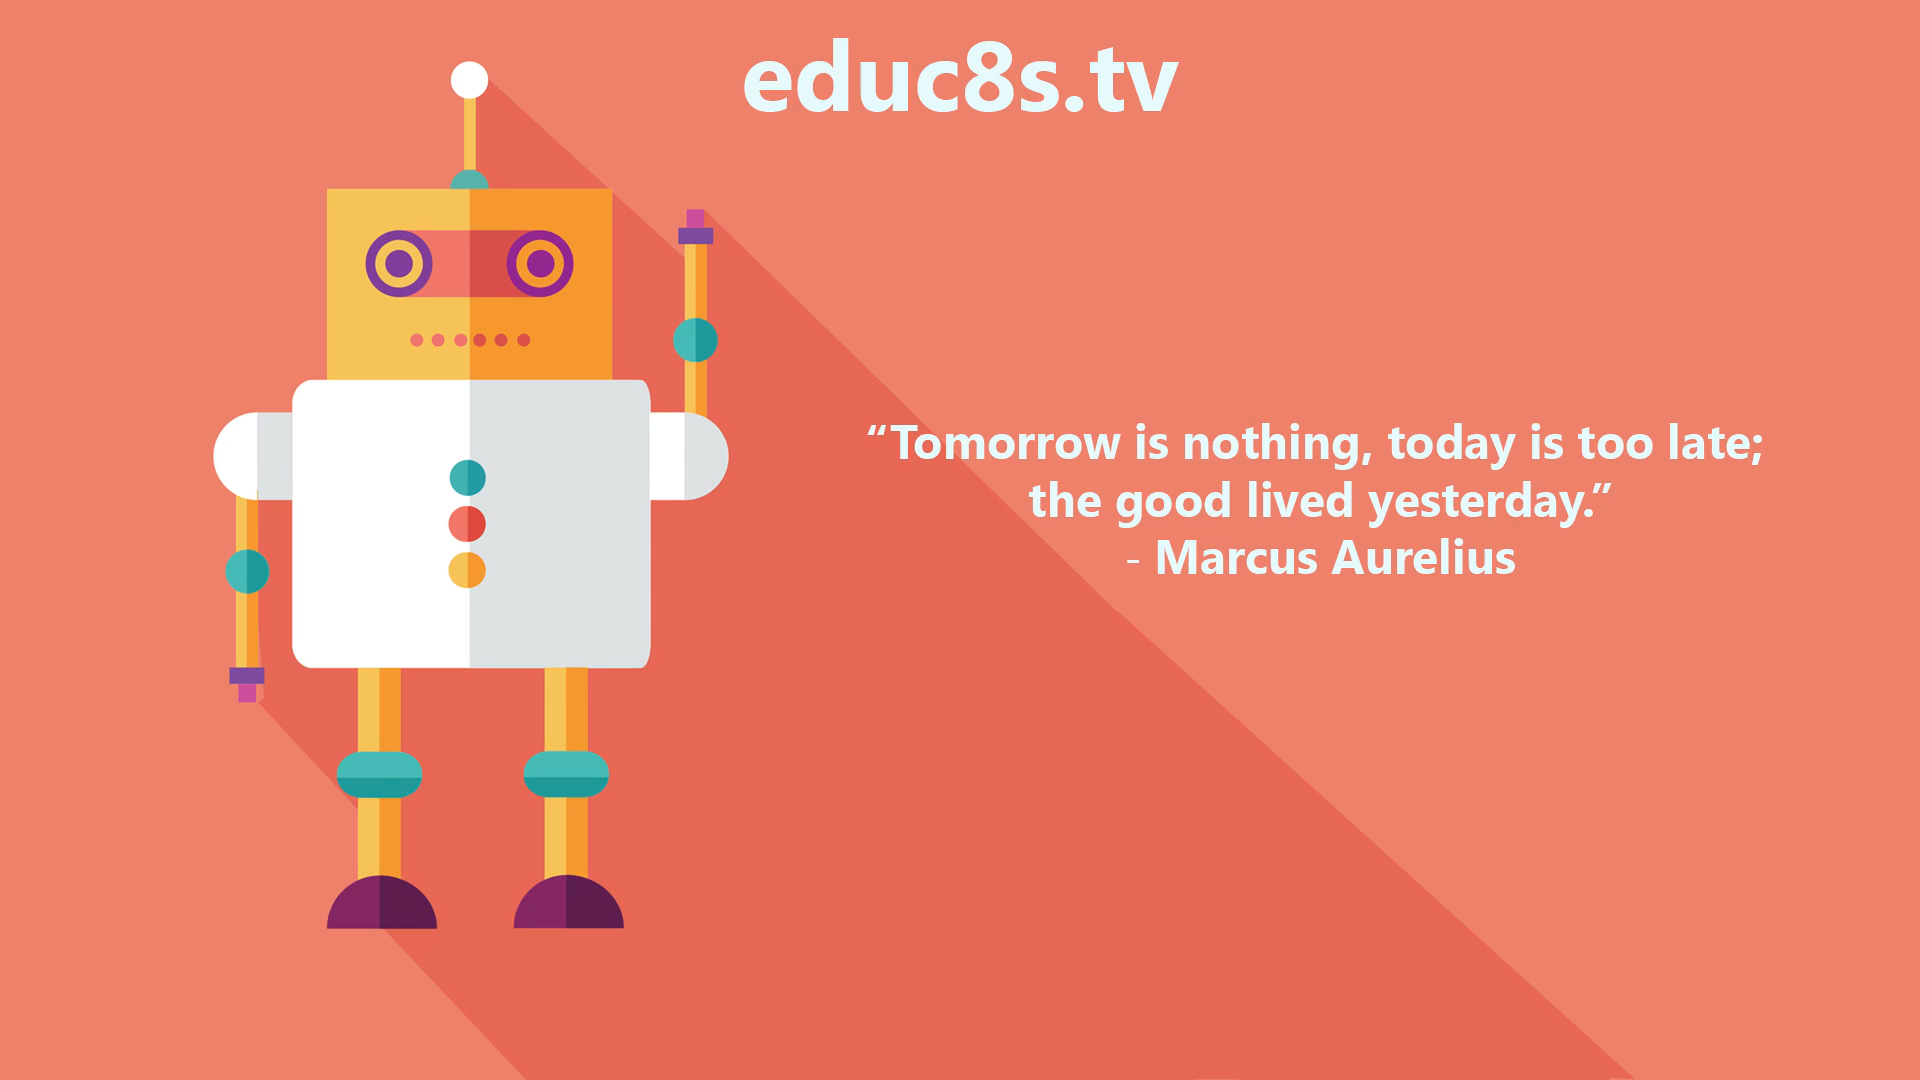 educ8s.tv
“Tomorrow is nothing, today is too late;
the good lived yesterday.”
- Marcus Aurelius